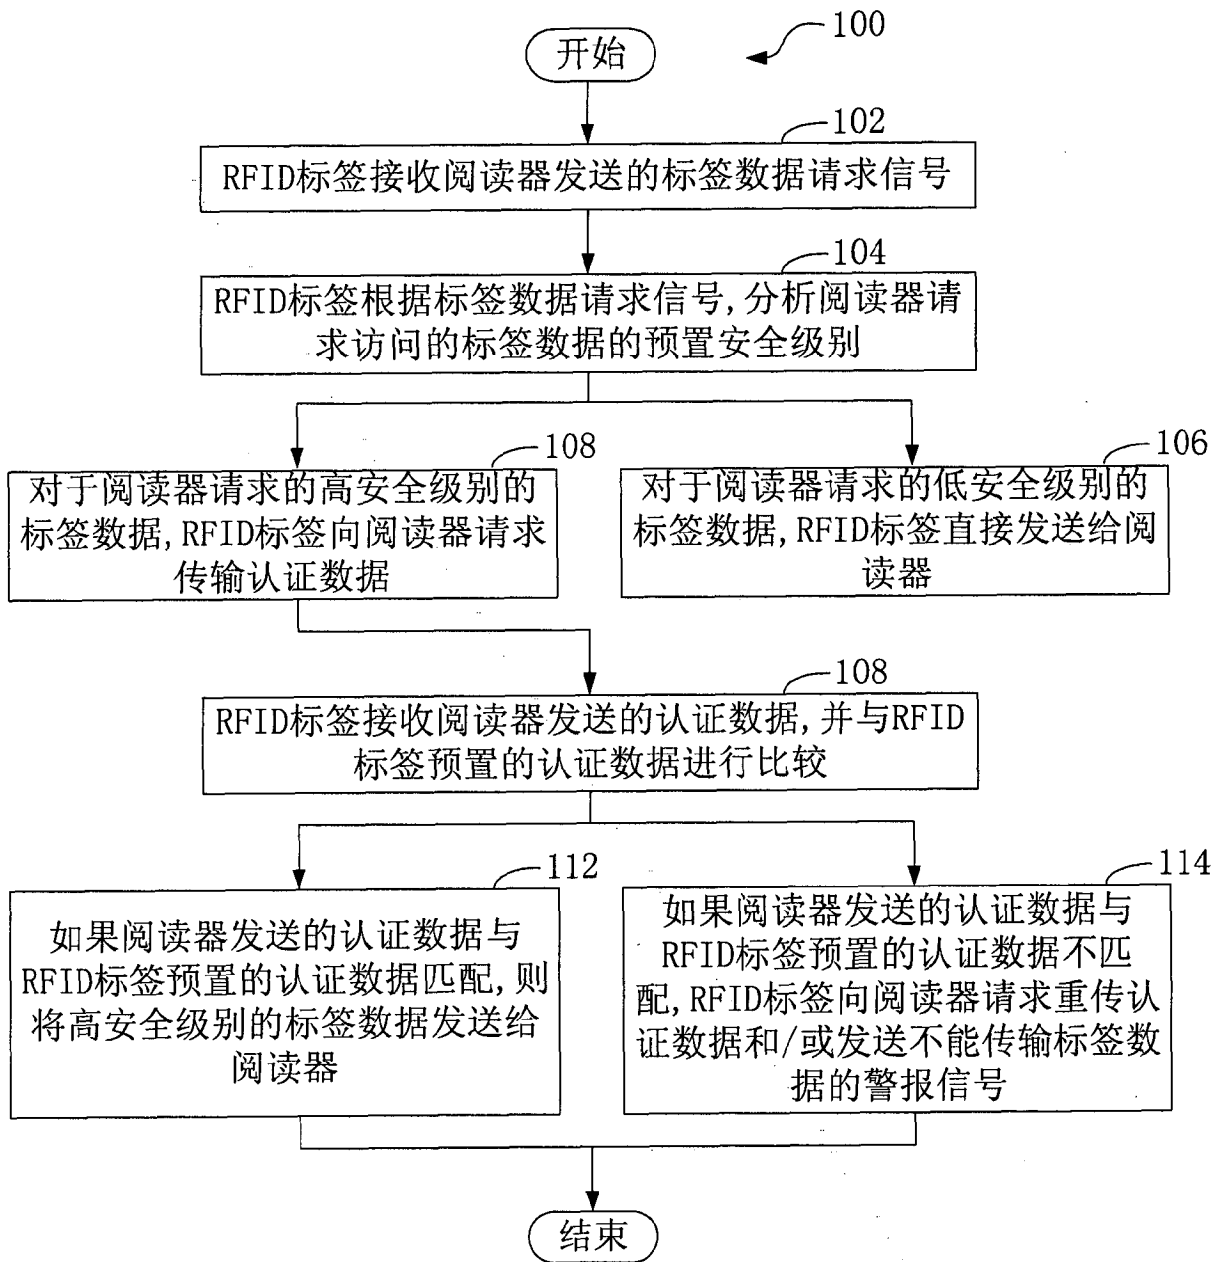 开始
100
102
RFID标签接收阅读器发送的标签数据请求信号
104
RFID标签根据标签数据请求信号,分析阅读器请
求访问的标签数据的预置安全级别
108
对于阅读器请求的高安全级别的
标签数据,RFID标签向阅读器请求
传输认证数据
106
对于阅读器请求的低安全级别的
标签数据,RFID标签直接发送给阅
读器
108
RFID标签接收阅读器发送的认证数据,并与RFID
标签预置的认证数据进行比较
112
如果阅读器发送的认证数据与
RFID标签预置的认证数据匹配,则
将高安全级别的标签数据发送给
阅读器
114
如果阅读器发送的认证数据与
RFID标签预置的认证数据不匹
配,RFID标签向阅读器请求重传认
证数据和/或发送不能传输标签数
据的警报信号
结束